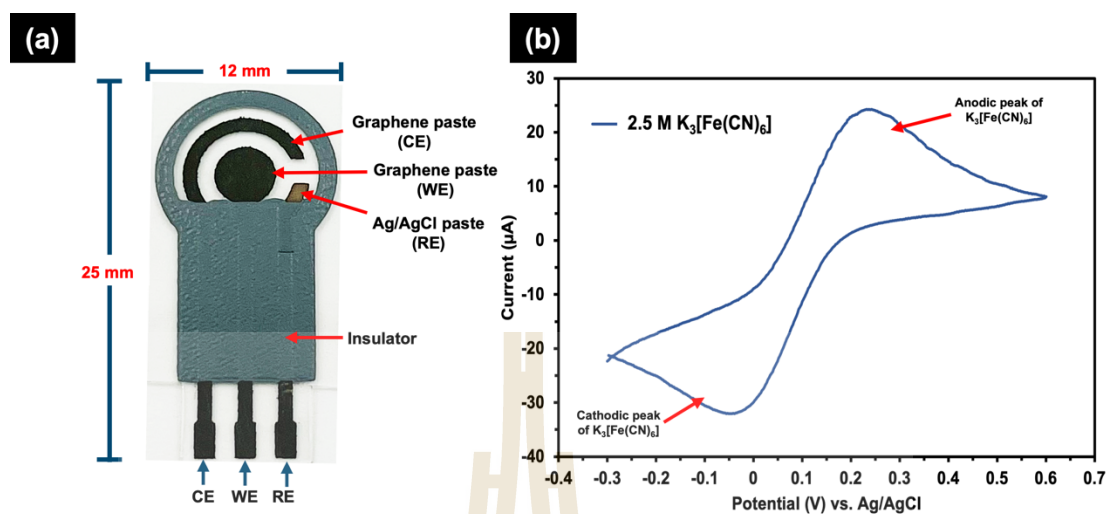 (a)
12 mm
25 mm
Graphene paste
(CE)
Graphene paste
(WE)
Ag/AgCl paste
(RE)
Insulator
CE
WE
RE
(b)
30
20
10
0
-10
-20
-30
-40
Current (µA)
2.5 M K₃[Fe(CN)₆]
Anodic peak of
K₃[Fe(CN)₆]
Cathodic peak
of K₃[Fe(CN)₆]
-0.3 -0.2 -0.1 0 0.1 0.2 0.3 0.4 0.5 0.6 0.7
Potential (V) vs. Ag/AgCl